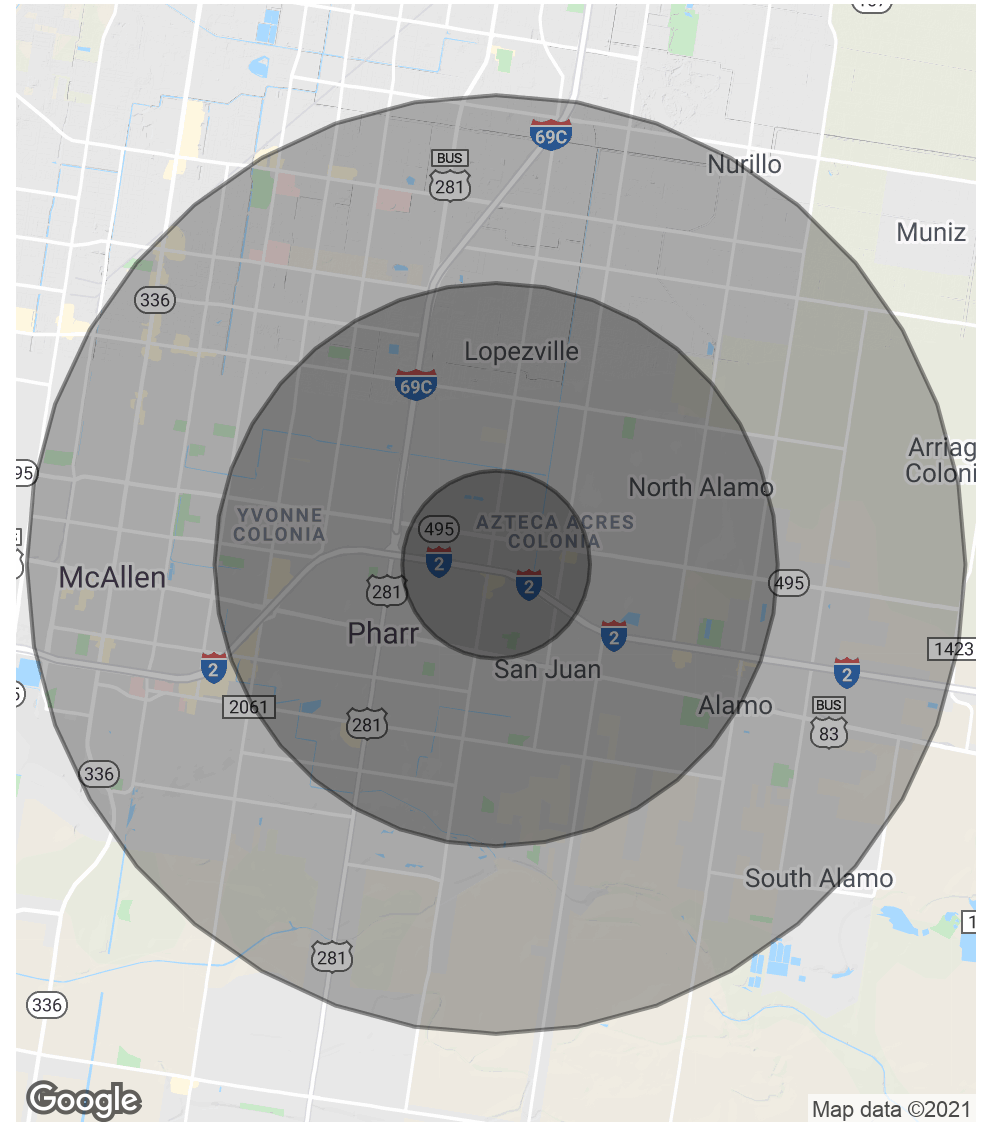 69C
BUS
281
Nurillo
Muniz
336
Lopezville
69C
Arriag
Coloni
95
North Alamo
YVONNE
COLONIA
495
AZTECA ACRES
COLONIA
2
McAllen
281
2
495
Pharr
2
1423
San Juan
2
2
2061
Alamo
BUS
83
281
336
South Alamo
281
336
Google
Map data ©2021